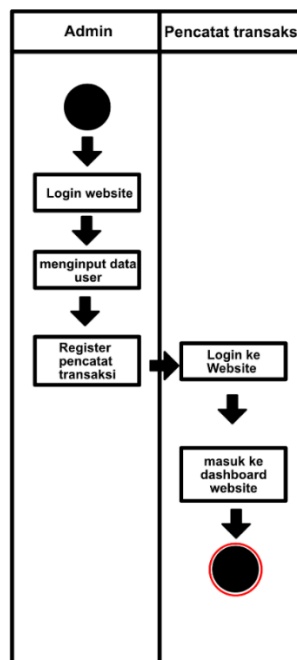 Admin
Pencatat transaks
Login website
menginput data
user
Register
pencatat
transaksi
Login ke
Website
masuk ke
dashboard
website